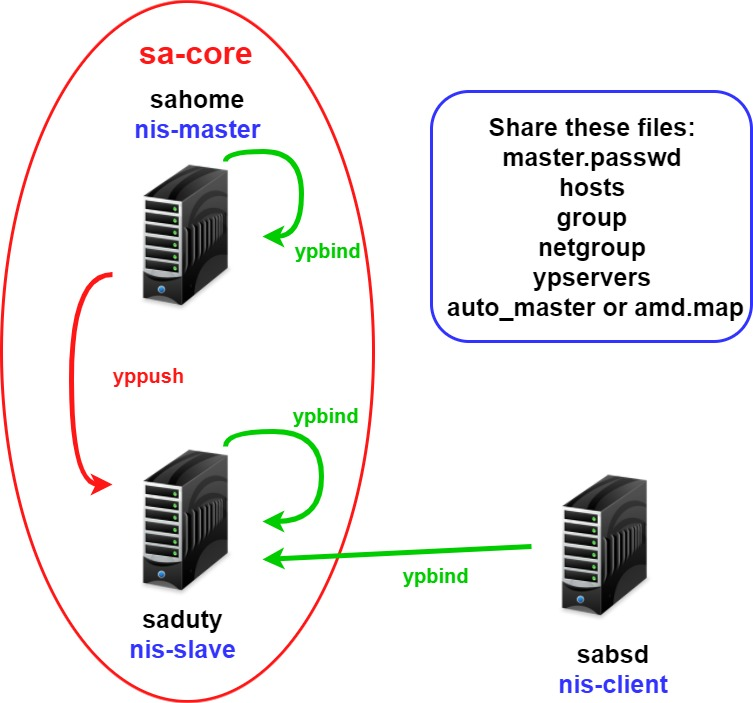 sa-core
sahome
nis-master
ypbind
Share these files:
master.passwd
hosts
group
netgroup
ypservers
auto_master or amd.map
yppush
ypbind
ypbind
saduty
nis-slave
sabsd
nis-client